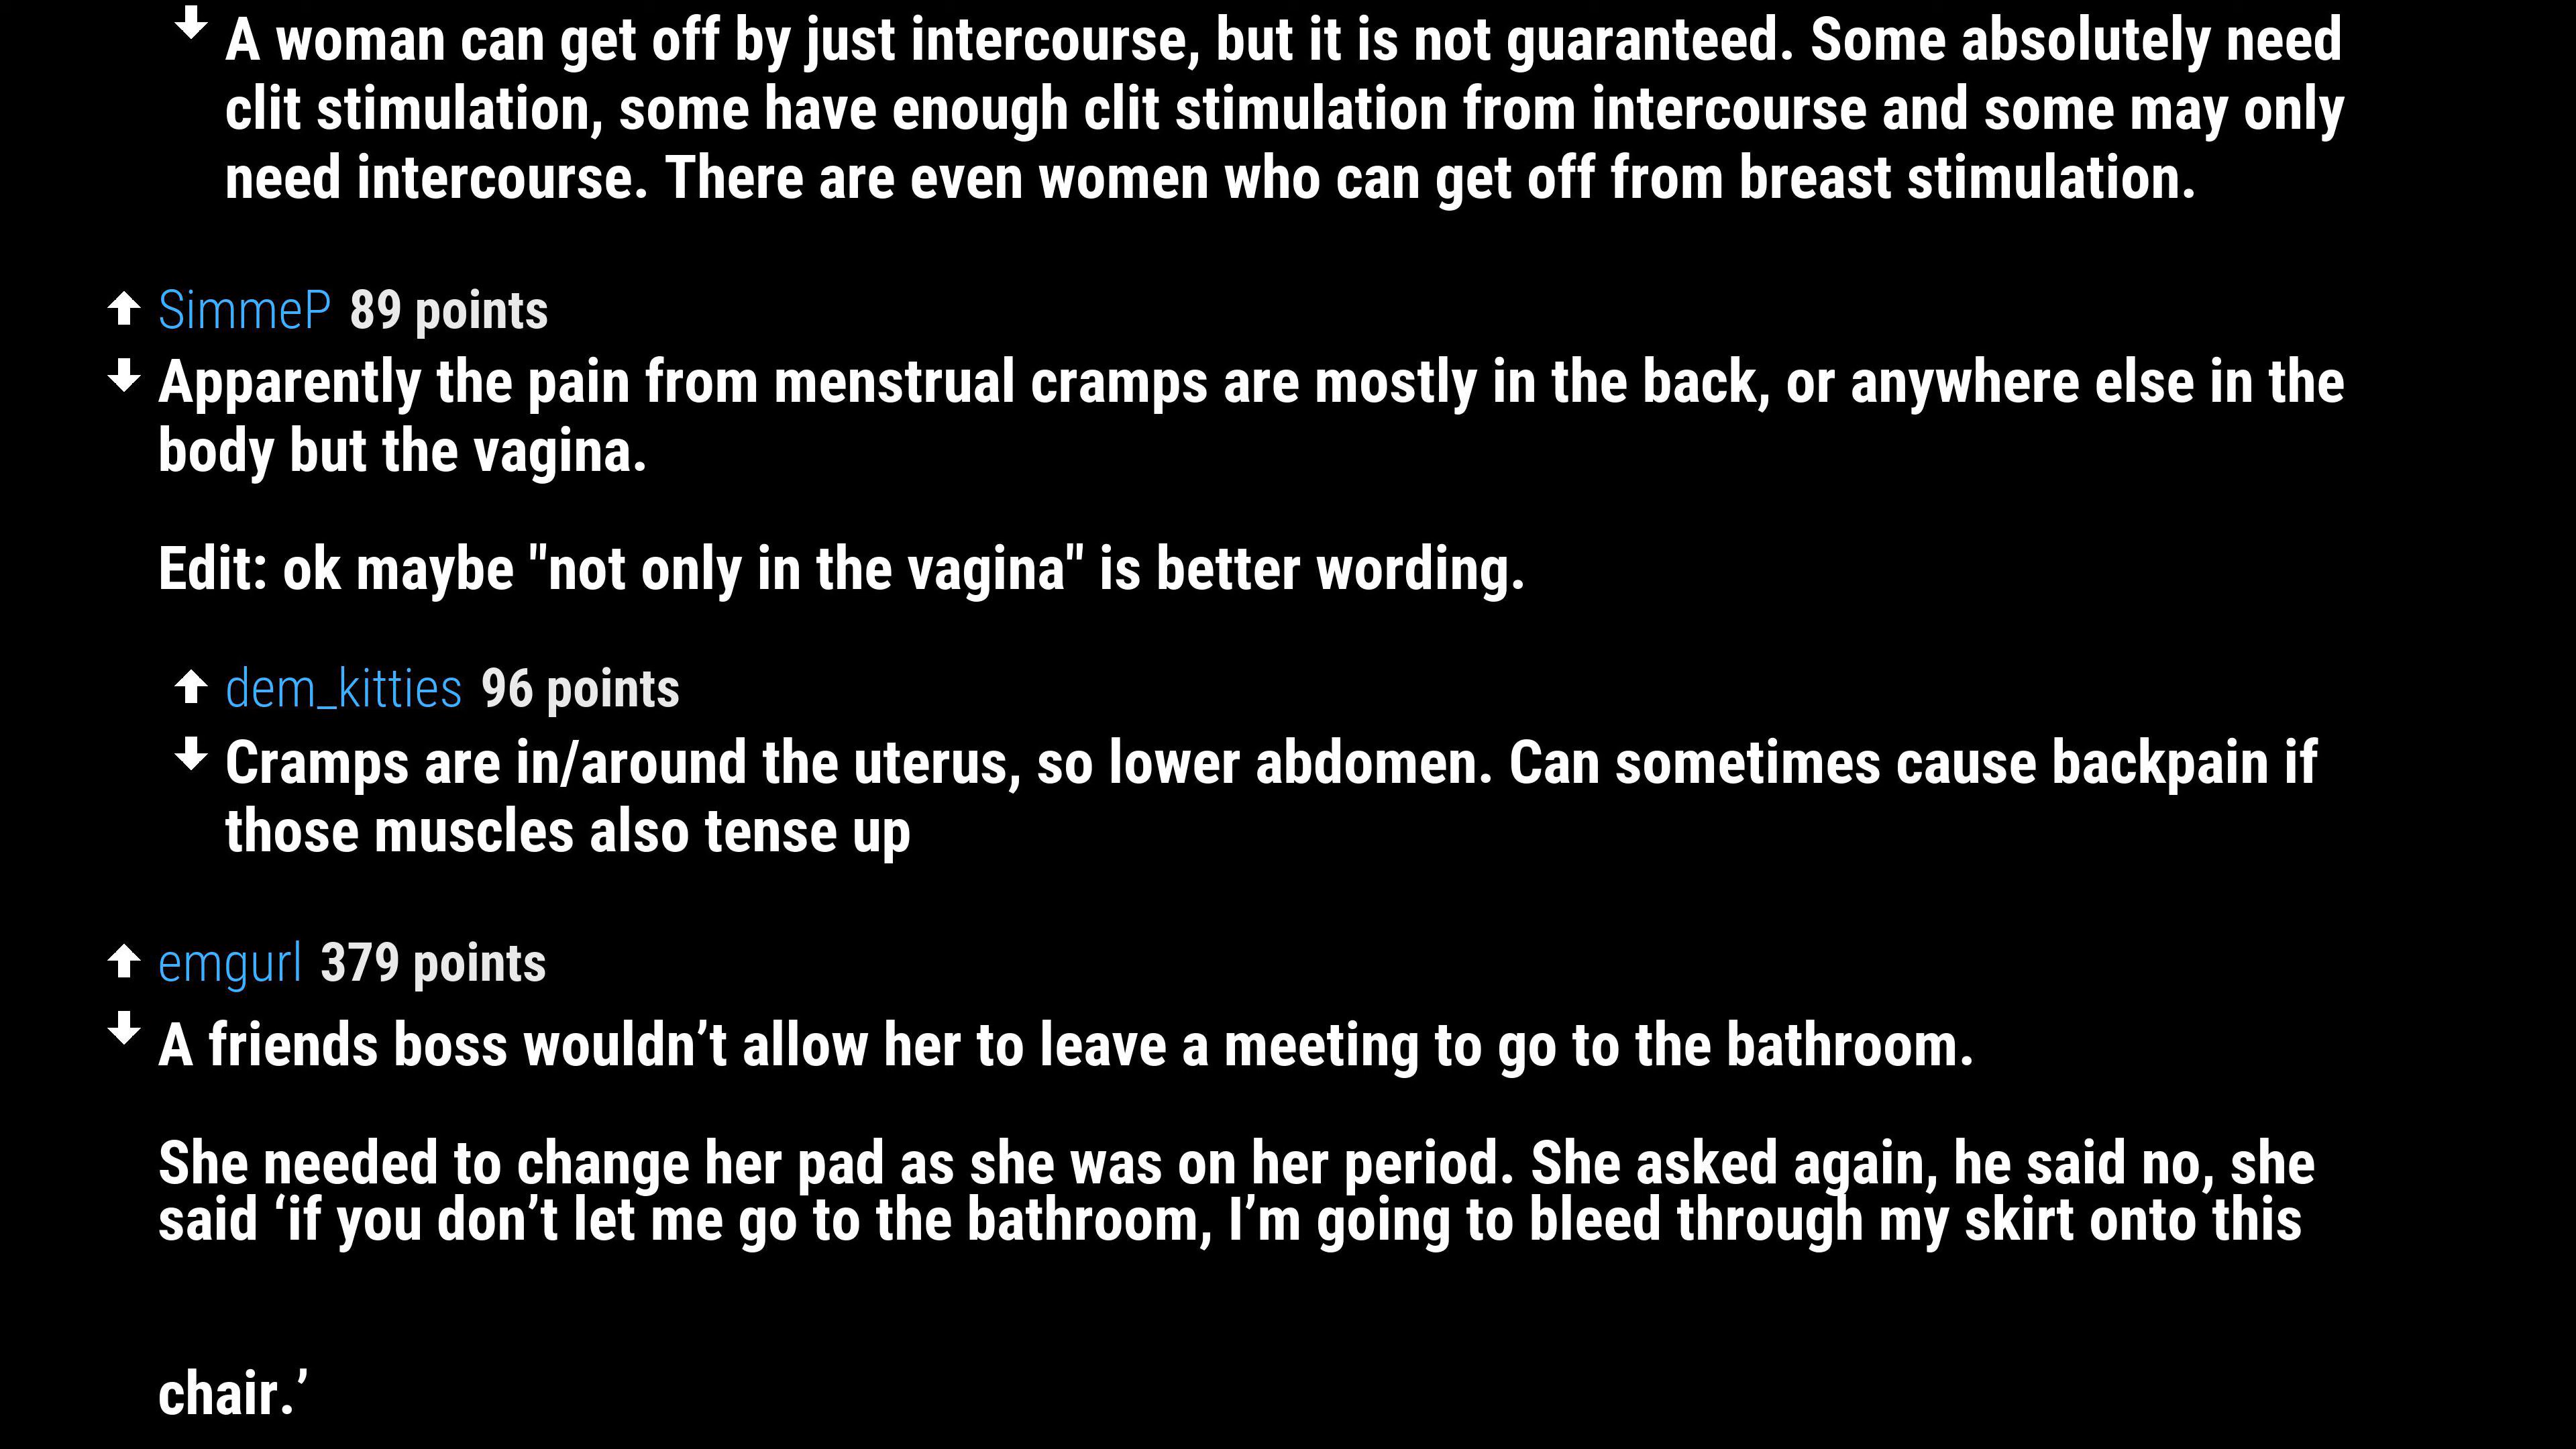 A woman can get off by just intercourse, but it is not guaranteed. Some absolutely need
clit stimulation, some have enough clit stimulation from intercourse and some may only
need intercourse. There are even women who can get off from breast stimulation.
SimmeP 89 points
Apparently the pain from menstrual cramps are mostly in the back, or anywhere else in the
body but the vagina.
Edit: ok maybe "not only in the vagina" is better wording.
dem_kitties 96 points
Cramps are in/around the uterus, so lower abdomen. Can sometimes cause backpain if
those muscles also tense up
emgurl 379 points
A friends boss wouldn’t allow her to leave a meeting to go to the bathroom.
She needed to change her pad as she was on her period. She asked again, he said no, she
said ‘if you don’t let me go to the bathroom, I’m going to bleed through my skirt onto this
chair.’